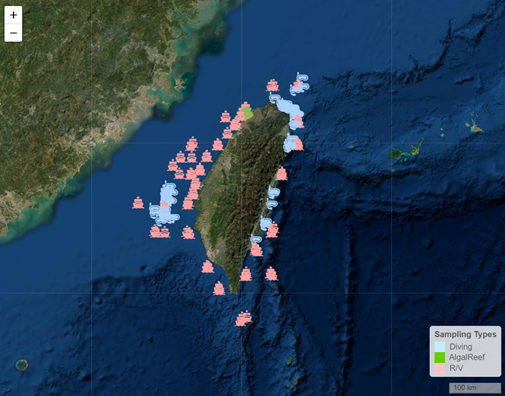 +
−
Sampling Types
Diving
AlgalReef
R/V
100 km